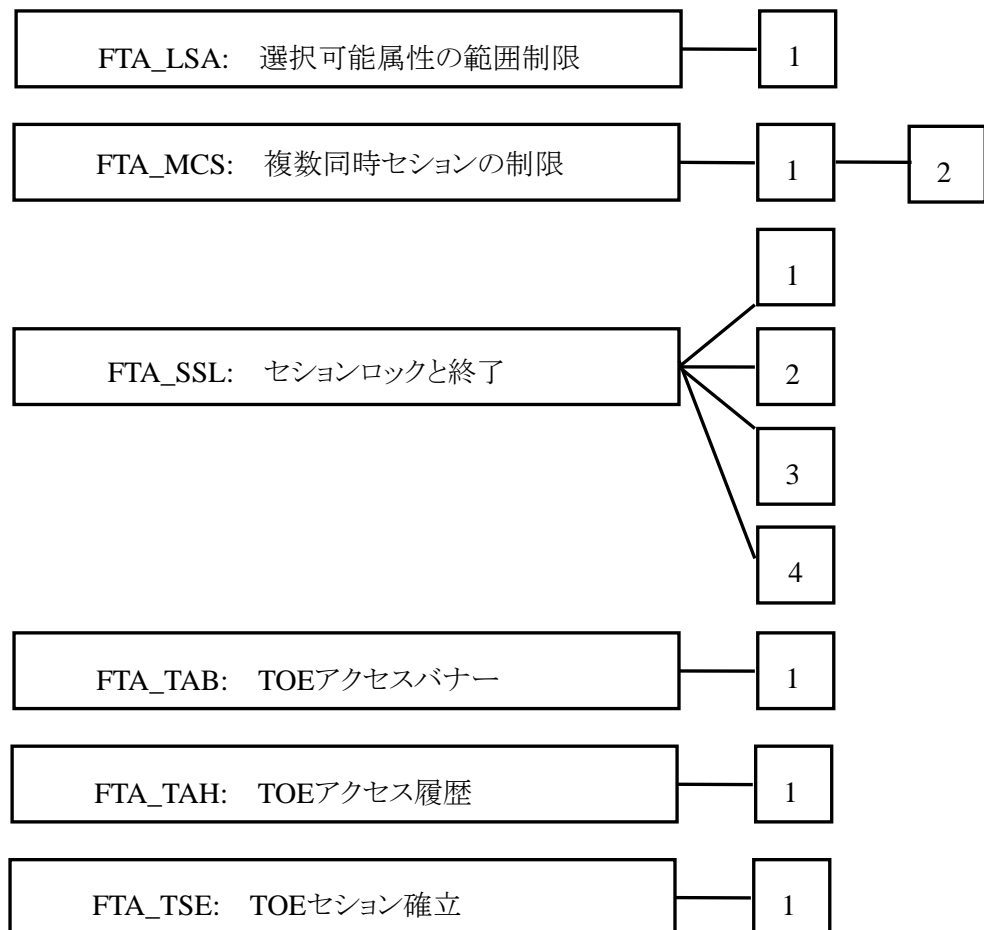 FTA_LSA: 選択可能属性の範囲制限 1
FTA_MCS: 複数同時セションの制限 1 2
1
FTA_SSL: セションロックと終了 2
3
4
FTA_TAB: TOEアクセスバナー 1
FTA_TAH: TOEアクセス履歴 1
FTA_TSE: TOEセション確立 1